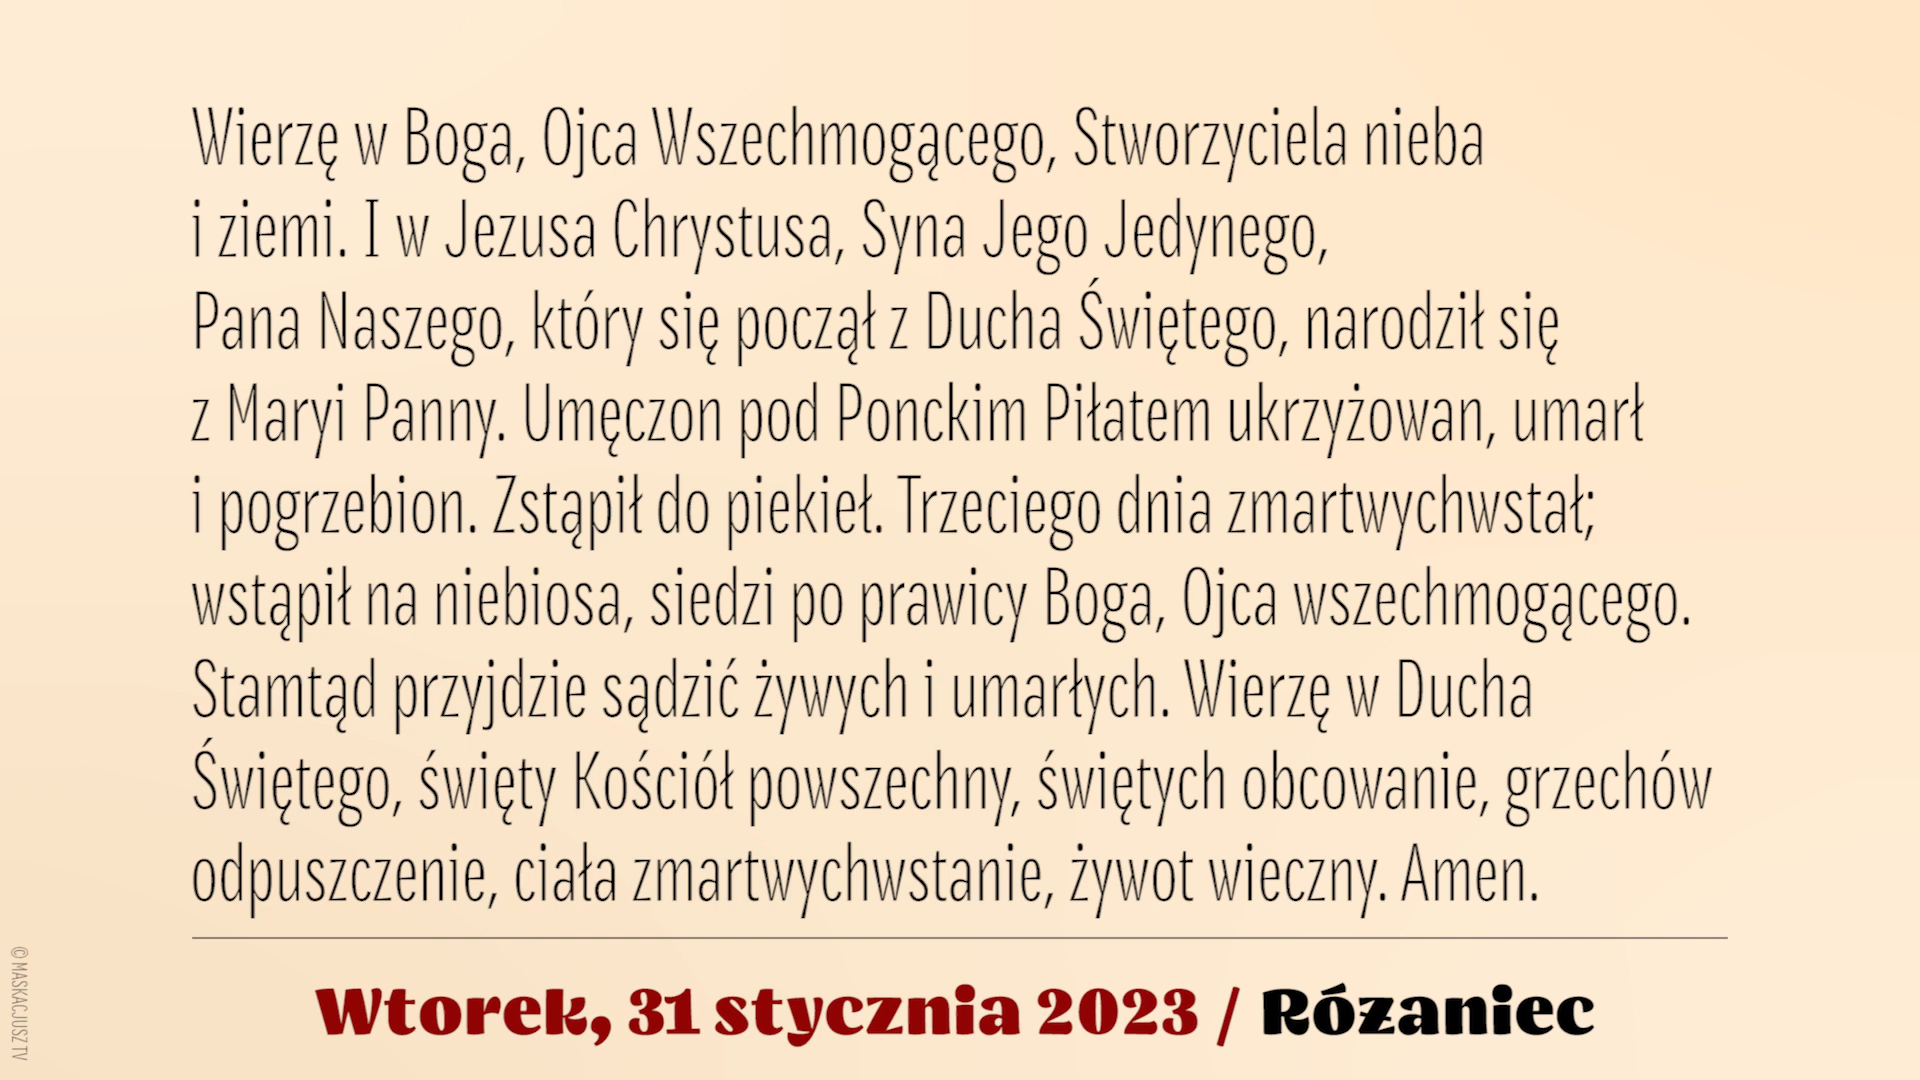 Wierzę w Boga, Ojca Wszechmogącego, Stworzyciela nieba
i ziemi. I w Jezusa Chrystusa, Syna Jego Jedynego,
Pana Naszego, który się począł z Ducha Świętego, narodził się
z Maryi Panny. Umęczon pod Ponckim Piłatem ukrzyżowan, umarł
i pogrzebion. Zstąpił do piekieł. Trzeciego dnia zmartwychwstał;
wstąpił na niebiosa, siedzi po prawicy Boga, Ojca wszechmogącego.
Stamtąd przyjdzie sądzić żywych i umarłych. Wierzę w Ducha
Świętego, święty Kościół powszechny, świętych obcowanie, grzechów
odpuszczenie, ciała zmartwychwstanie, żywot wieczny. Amen.
Wtorek, 31 stycznia 2023 / Różaniec
© MASKACJUSZ TV